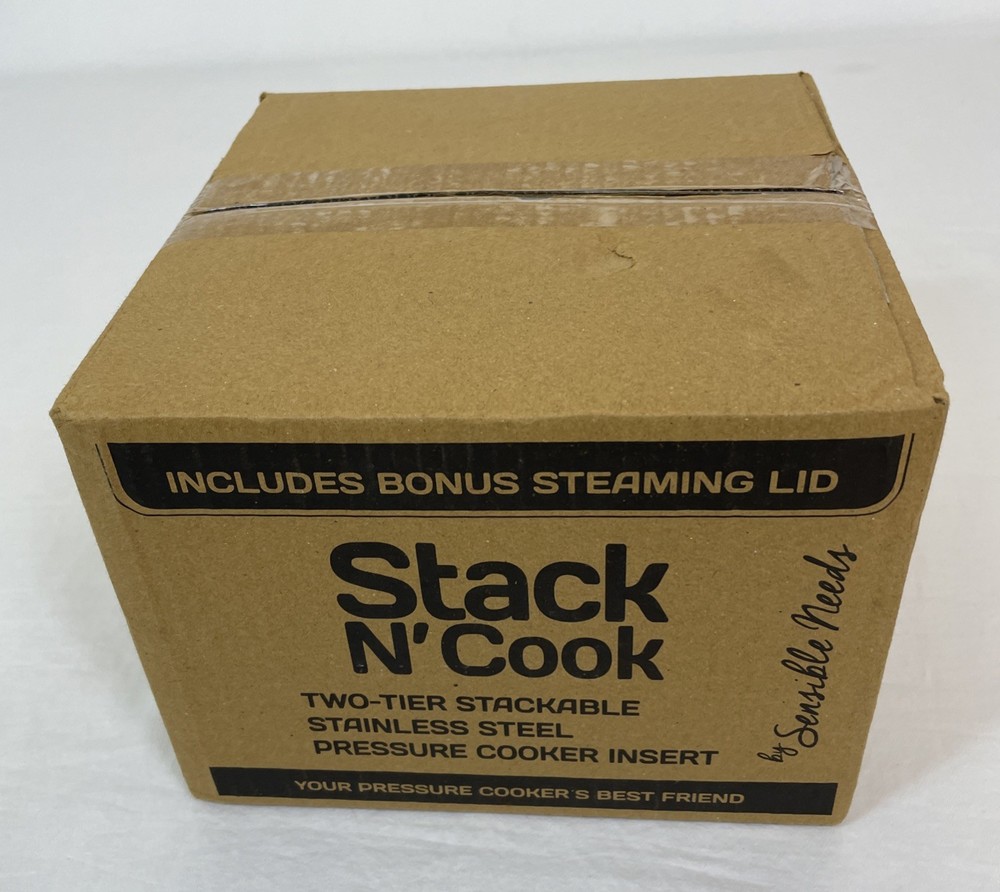 INCLUDES BONUS STEAMING LID
Stack
N' Cook
TWO-TIER STACKABLE
STAINLESS STEEL
PRESSURE COOKER INSERT
by Sensible Needs
YOUR PRESSURE COOKER'S BEST FRIEND